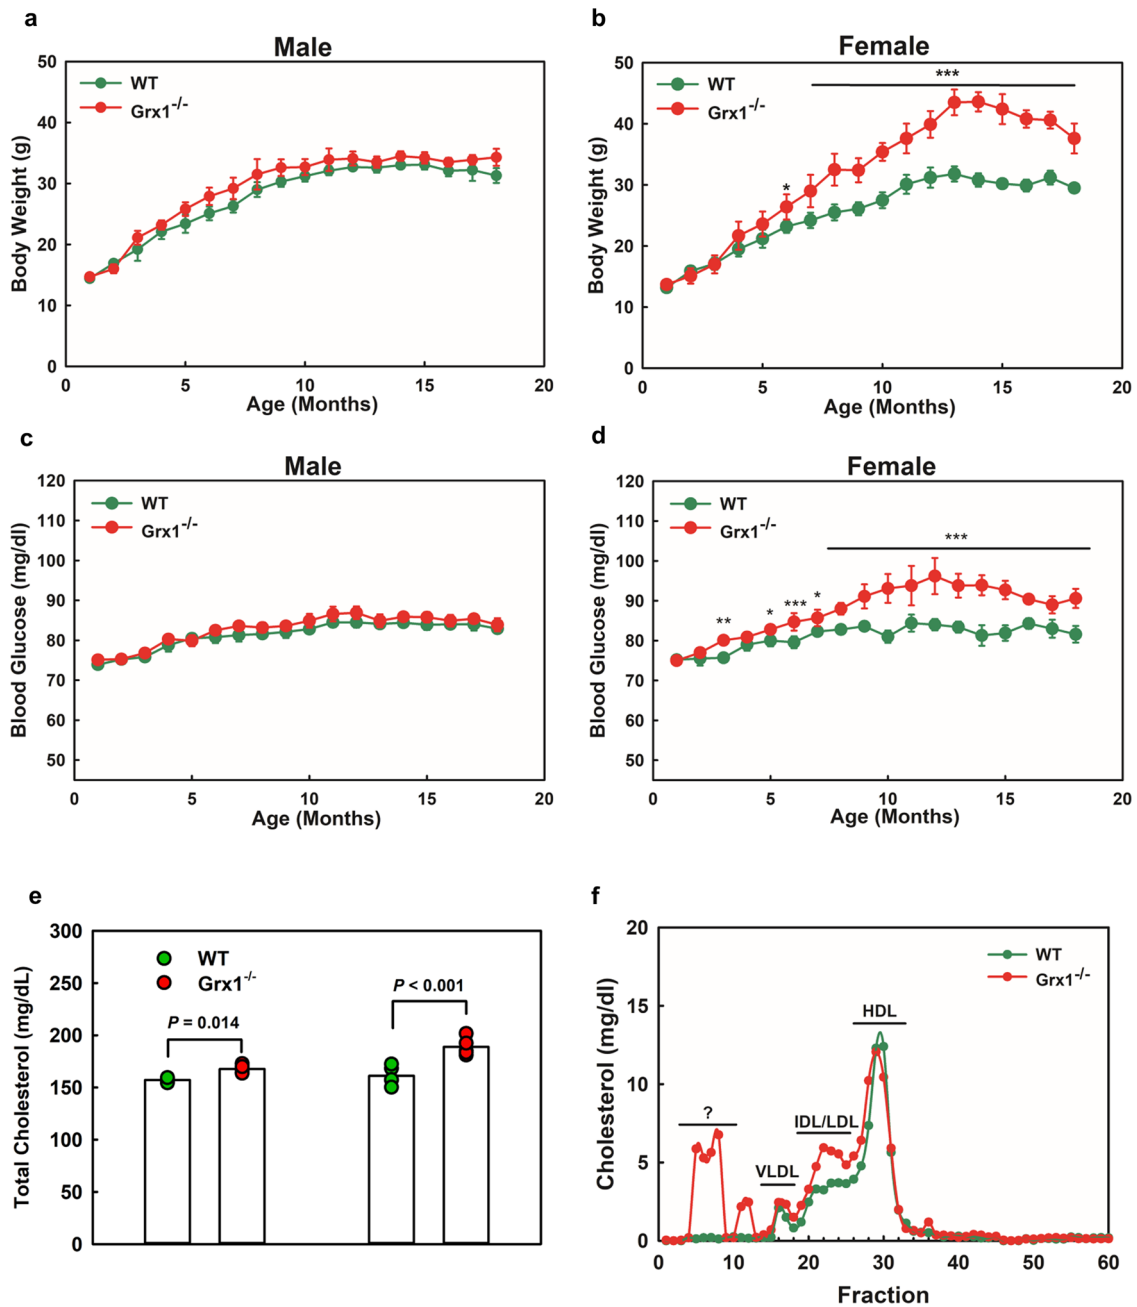 a
Male
50
40
30
20
10
0
0
5
10
15
20
Body Weight (g)
Age (Months)
WT
Grx1-/-
b
Female
50
40
30
20
10
0
0
5
10
15
20
Body Weight (g)
Age (Months)
WT
Grx1-/-
*
***
c
Male
120
110
100
90
80
70
60
50
0
5
10
15
20
Blood Glucose (mg/dl)
Age (Months)
WT
Grx1-/-
d
Female
120
110
100
90
80
70
60
50
0
5
10
15
20
Blood Glucose (mg/dl)
Age (Months)
WT
Grx1-/-
**
*
***
*
***
e
300
250
200
150
100
50
0
Total Cholesterol (mg/dL)
WT
Grx1-/-
P = 0.014
P < 0.001
f
20
15
10
5
0
0
10
20
30
40
50
60
Cholesterol (mg/dl)
Fraction
WT
Grx1-/-
?
VLDL
IDL/LDL
HDL